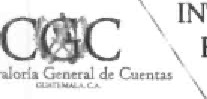 CGC
IN
aloría General de Cuentas
GUATEMALA, C.A.